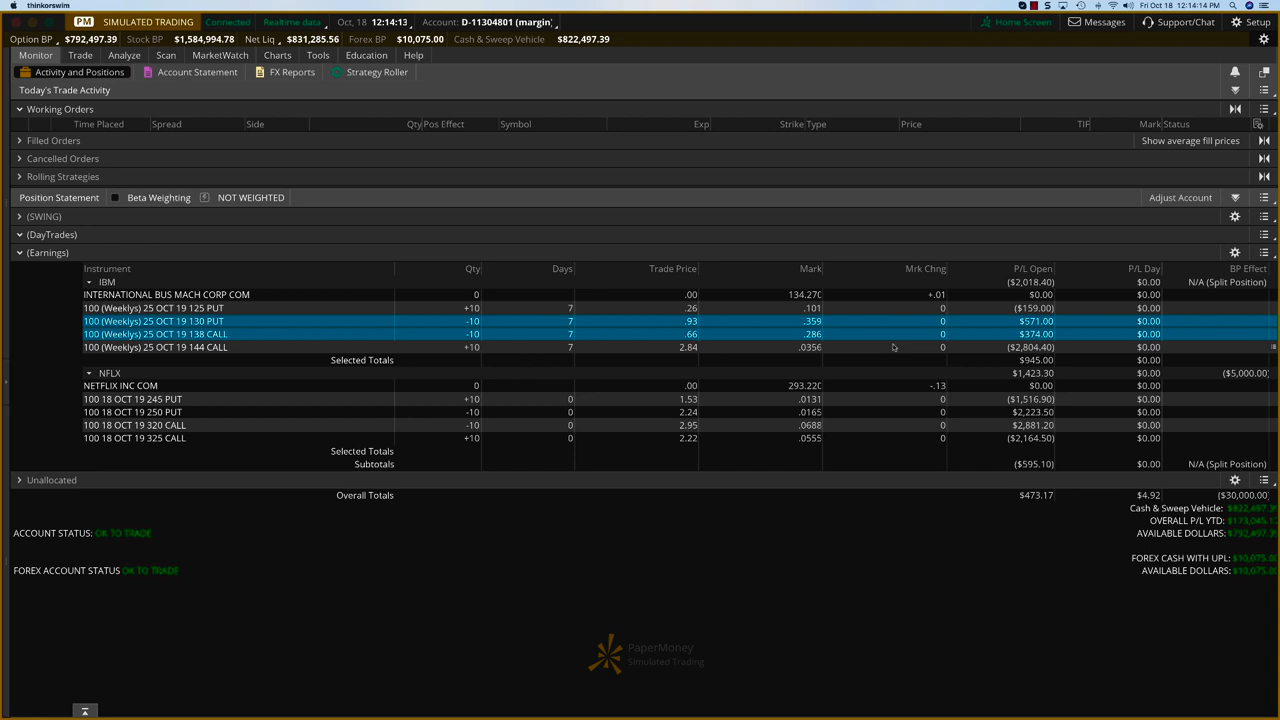 thinkorswim Fri Oct 18 12:14:14 PM
PM SIMULATED TRADING Connected Realtime data Oct, 18 12:14:13 Account: D-11304801 (margin) Home Screen Messages Support/Chat Setup
Option BP $792,497.39 Stock BP $1,584,994.78 Net Liq $831,285.56 Forex BP $10,075.00 Cash & Sweep Vehicle $822,497.39
Monitor Trade Analyze Scan MarketWatch Charts Tools Education Help
Activity and Positions Account Statement FX Reports Strategy Roller
Today's Trade Activity
Working Orders
Time Placed Spread Side Qty Pos Effect Symbol Exp Strike Type Price TIF Mark Status
Filled Orders Show average fill prices
Cancelled Orders
Rolling Strategies
Position Statement Beta Weighting NOT WEIGHTED Adjust Account
(SWING)
(DayTrades)
(Earnings)
Instrument Qty Days Trade Price Mark Mrk Chng P/L Open P/L Day BP Effect
IBM ($2,018.40) $0.00 N/A (Split Position)
INTERNATIONAL BUS MACH CORP COM 0 .00 134.270 +.01 $0.00 $0.00
100 (Weeklys) 25 OCT 19 125 PUT +10 7 .26 .101 0 ($159.00) $0.00
100 (Weeklys) 25 OCT 19 130 PUT -10 7 .93 .359 0 $571.00 $0.00
100 (Weeklys) 25 OCT 19 138 CALL -10 7 .66 .286 0 $374.00 $0.00
100 (Weeklys) 25 OCT 19 144 CALL +10 7 2.84 .0356 0 ($2,804.40) $0.00
Selected Totals $945.00 $0.00
NFLX $1,423.30 $0.00 ($5,000.00)
NETFLIX INC COM 0 .00 293.220 -.13 $0.00 $0.00
100 18 OCT 19 245 PUT +10 0 1.53 .0131 0 ($1,516.90) $0.00
100 18 OCT 19 250 PUT -10 0 2.24 .0165 0 $2,223.50 $0.00
100 18 OCT 19 320 CALL -10 0 2.95 .0688 0 $2,881.20 $0.00
100 18 OCT 19 325 CALL +10 0 2.22 .0555 0 ($2,164.50) $0.00
Selected Totals
Subtotals ($595.10) $0.00 N/A (Split Position)
Unallocated
Overall Totals $473.17 $4.92 ($30,000.00)
Cash & Sweep Vehicle:
OVERALL P/L YTD:
ACCOUNT STATUS: OK TO TRADE AVAILABLE DOLLARS:
FOREX CASH WITH UPL: $10,075.00
FOREX ACCOUNT STATUS OK TO TRADE AVAILABLE DOLLARS: $10,075.00
PaperMoney
Simulated Trading